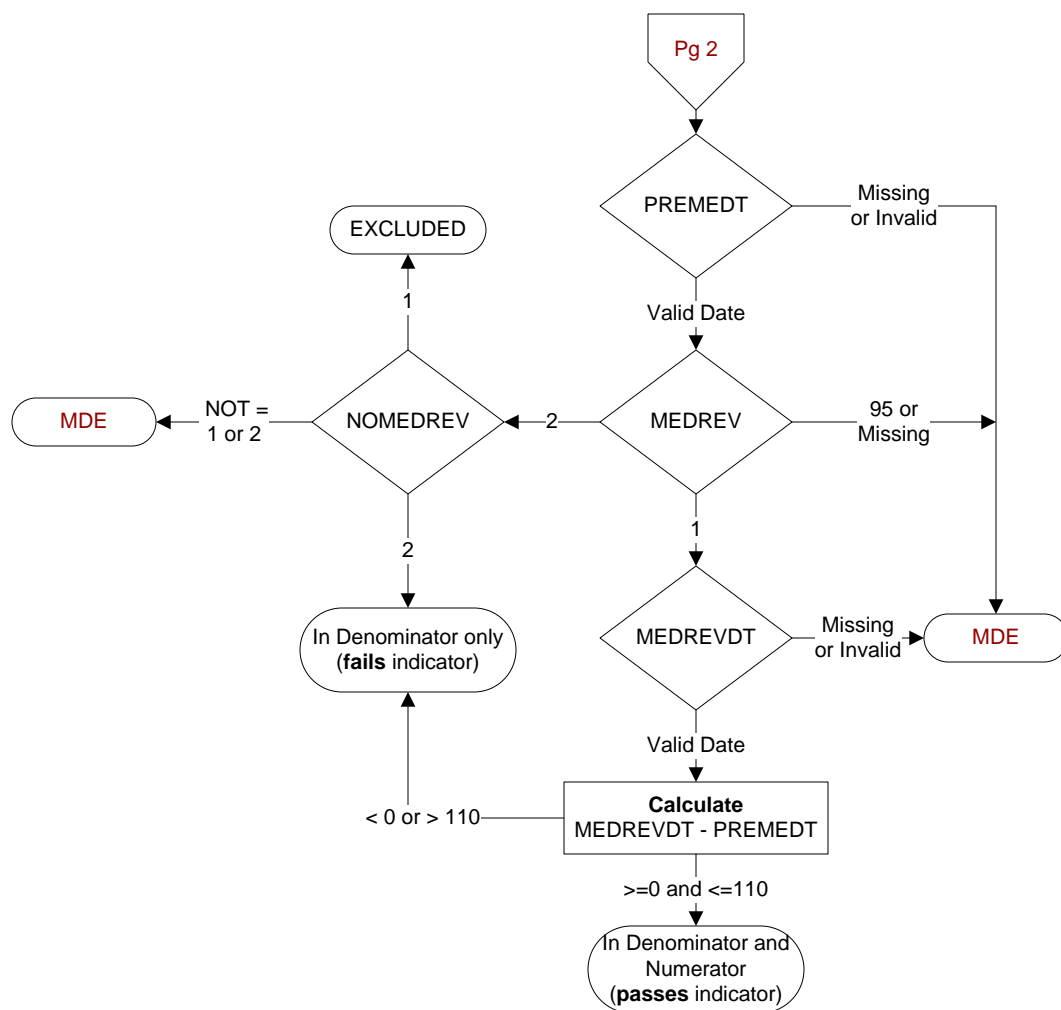 Pg 2
PREMEDT
Missing
or Invalid
EXCLUDED
1
Valid Date
MDE
NOT =
1 or 2
NOMEDREV
2
MEDREV
95 or
Missing
2
1
In Denominator only
(fails indicator)
MEDREVDT
Missing
or Invalid
MDE
Valid Date
< 0 or > 110
Calculate
MEDREVDT - PREMEDT
>=0 and <=110
In Denominator and
Numerator
(passes indicator)